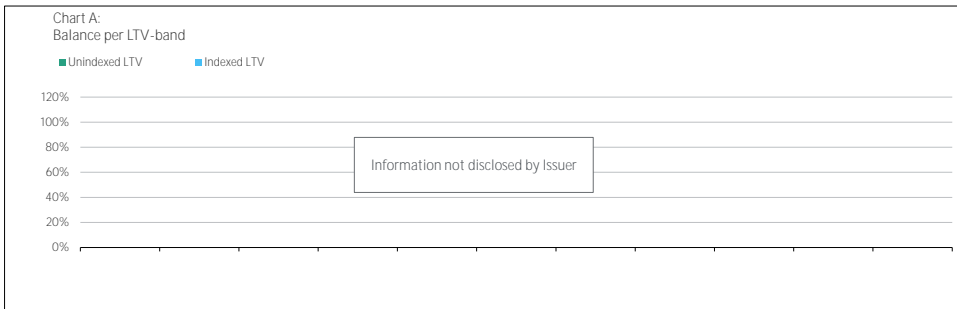 Chart A:
Balance per LTV-band
Unindexed LTV Indexed LTV
120%
100%
80%
Information not disclosed by Issuer
60%
40%
20%
0%